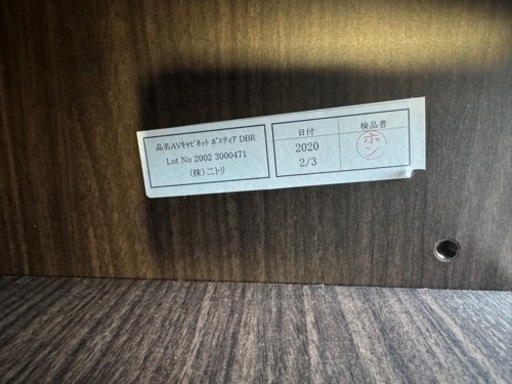 品名AVｷｬﾋﾞﾈｯﾄ ﾎﾞｽﾃｨｱ DBR
Lot No 2002 3000471
(株)ニトリ
日付
2020
2/3
検品者
ホン